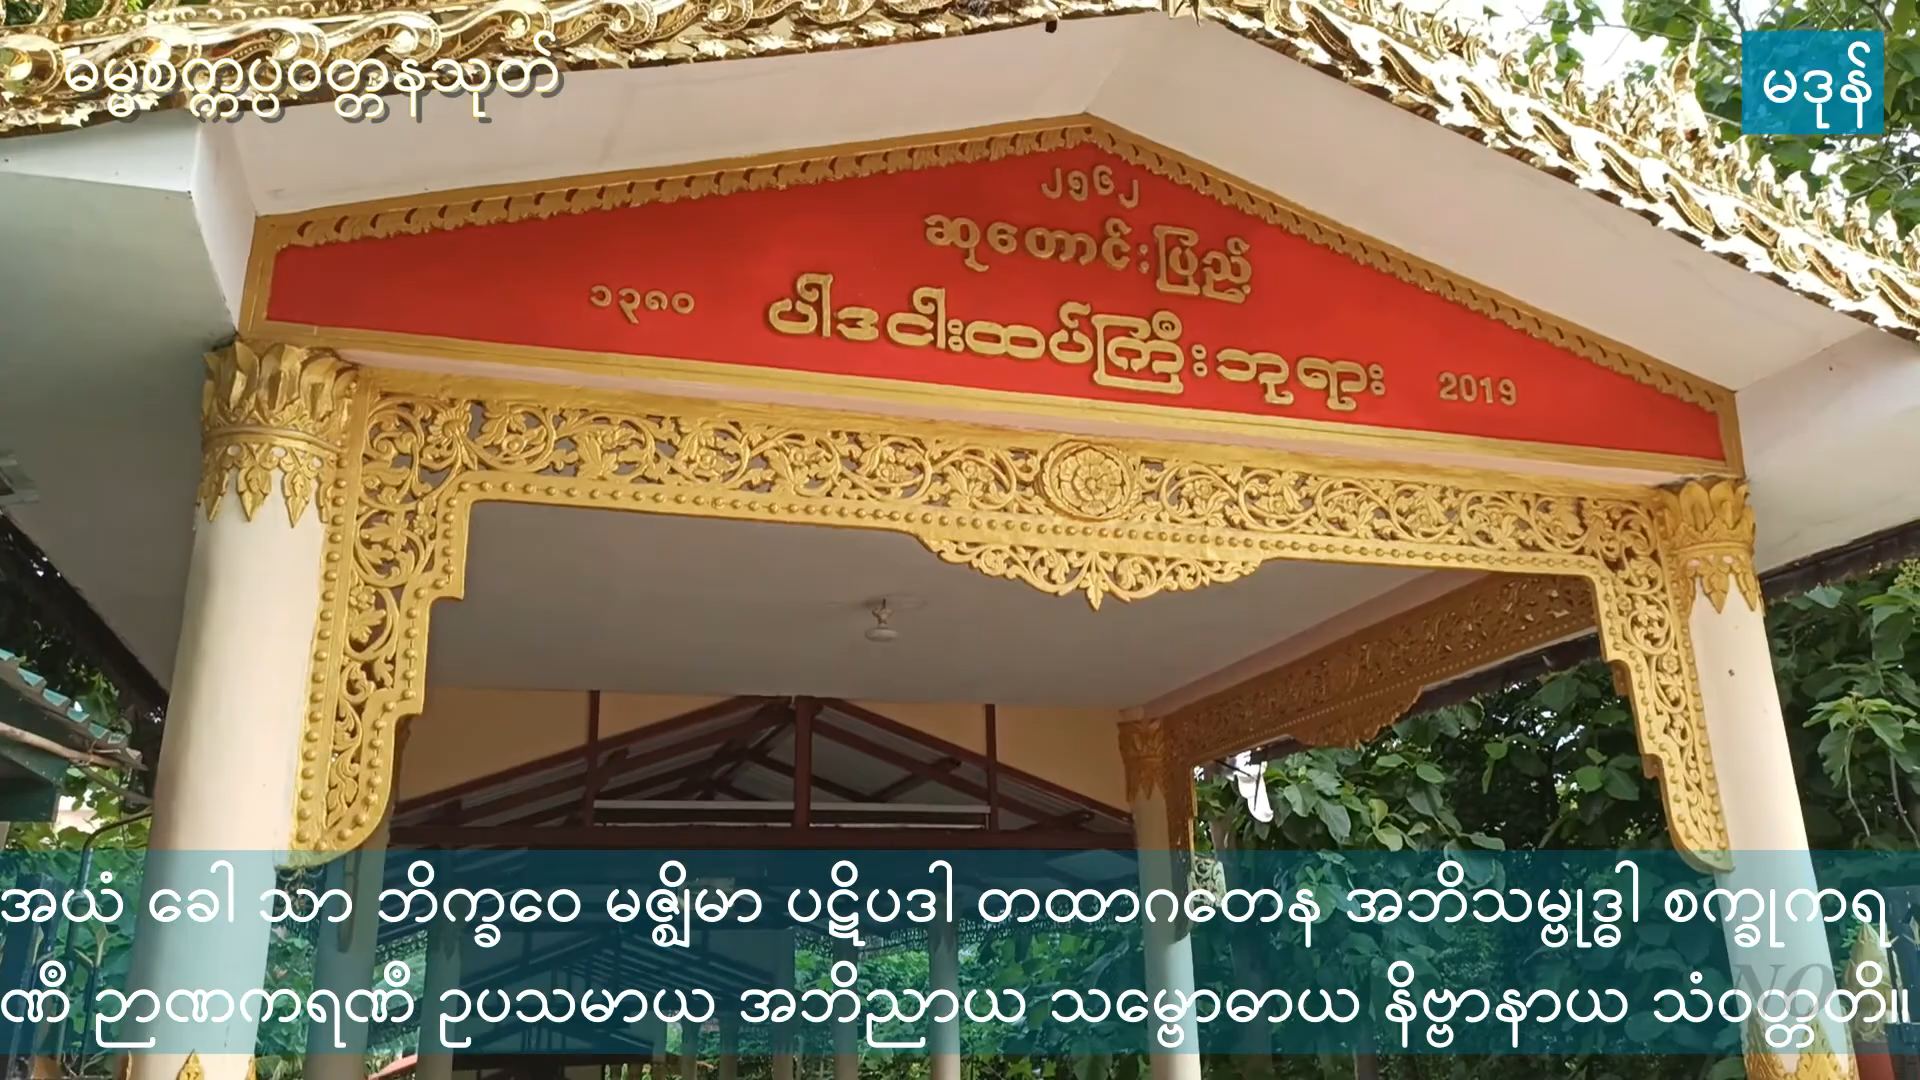 ဓမ္မစက္ကပ္ပဝတ္တနသုတ်
မဒုန်
၂၅၆၂
ဆုတောင်းပြည့်
၁၃၈၀
ပါဒငါးထပ်ကြီးဘုရား
2019
အယံ ခေါ သာ ဘိက္ခဝေ မဇ္ဈိမာ ပဋိပဒါ တထာဂတေန အဘိသမ္ဗုဒ္ဓါ စက္ခုကရ
ဏီ ဉာဏကရဏီ ဥပသမာယ အဘိညာယ သမ္ဗောဓာယ နိဗ္ဗာနာယ သံဝတ္တတိ။